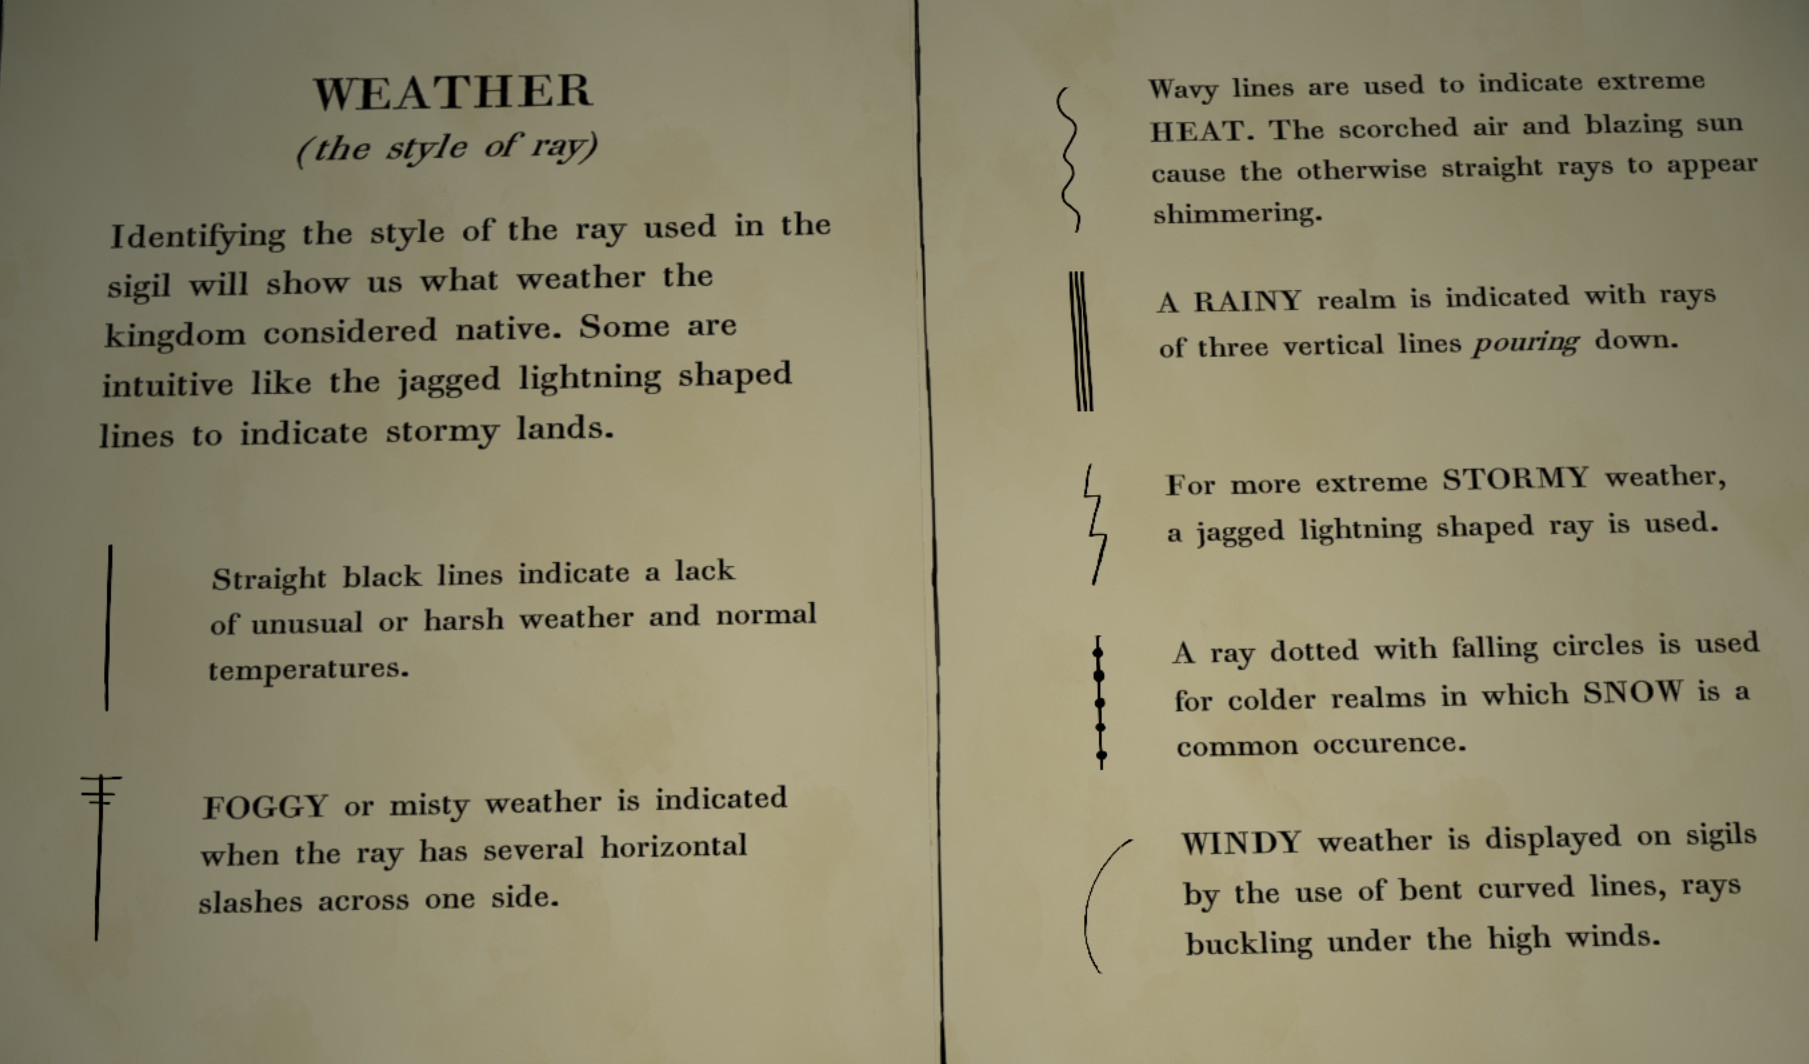 WEATHER
(the style of ray)
Identifying the style of the ray used in the
sigil will show us what weather the
kingdom considered native. Some are
intuitive like the jagged lightning shaped
lines to indicate stormy lands.
Straight black lines indicate a lack
of unusual or harsh weather and normal
temperatures.
FOGGY or misty weather is indicated
when the ray has several horizontal
slashes across one side.
Wavy lines are used to indicate extreme
HEAT. The scorched air and blazing sun
cause the otherwise straight rays to appear
shimmering.
A RAINY realm is indicated with rays
of three vertical lines pouring down.
For more extreme STORMY weather,
a jagged lightning shaped ray is used.
A ray dotted with falling circles is used
for colder realms in which SNOW is a
common occurence.
WINDY weather is displayed on sigils
by the use of bent curved lines, rays
buckling under the high winds.